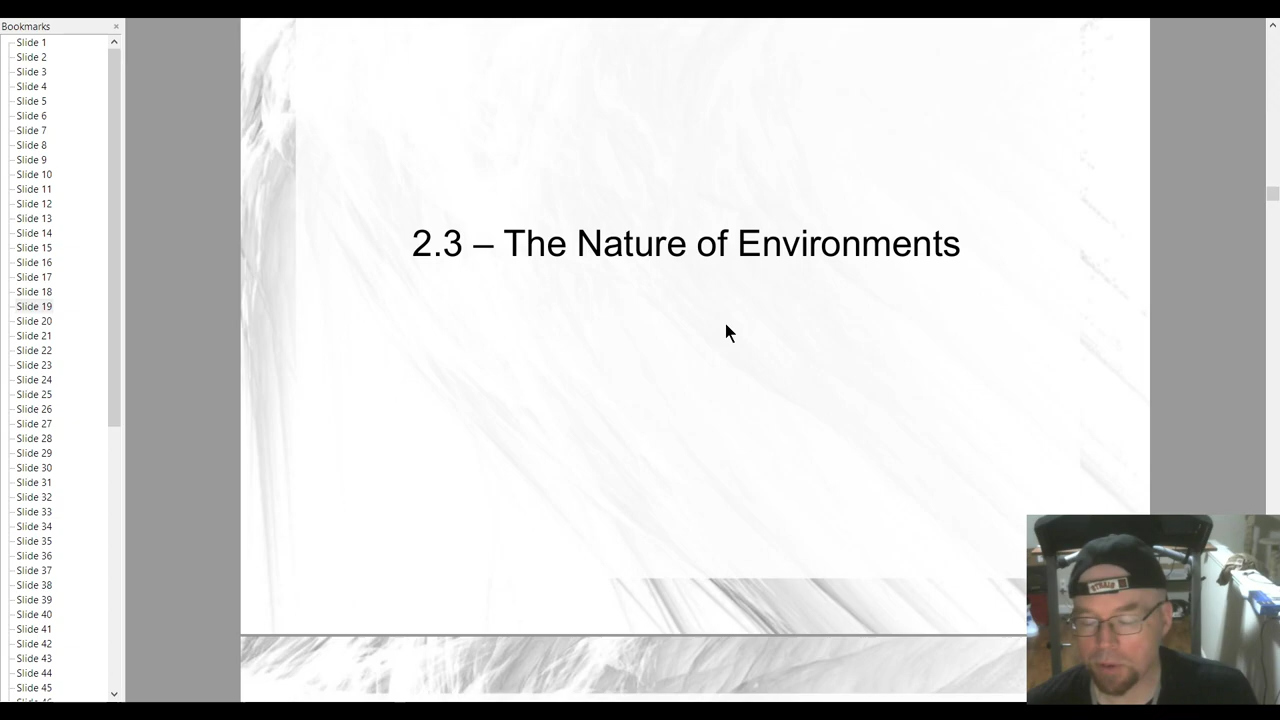 Bookmarks
Slide 1
Slide 2
Slide 3
Slide 4
Slide 5
Slide 6
Slide 7
Slide 8
Slide 9
Slide 10
Slide 11
Slide 12
Slide 13
Slide 14
Slide 15
Slide 16
Slide 17
Slide 18
Slide 19
Slide 20
Slide 21
Slide 22
Slide 23
Slide 24
Slide 25
Slide 26
Slide 27
Slide 28
Slide 29
Slide 30
Slide 31
Slide 32
Slide 33
Slide 34
Slide 35
Slide 36
Slide 37
Slide 38
Slide 39
Slide 40
Slide 41
Slide 42
Slide 43
Slide 44
Slide 45
2.3 – The Nature of Environments